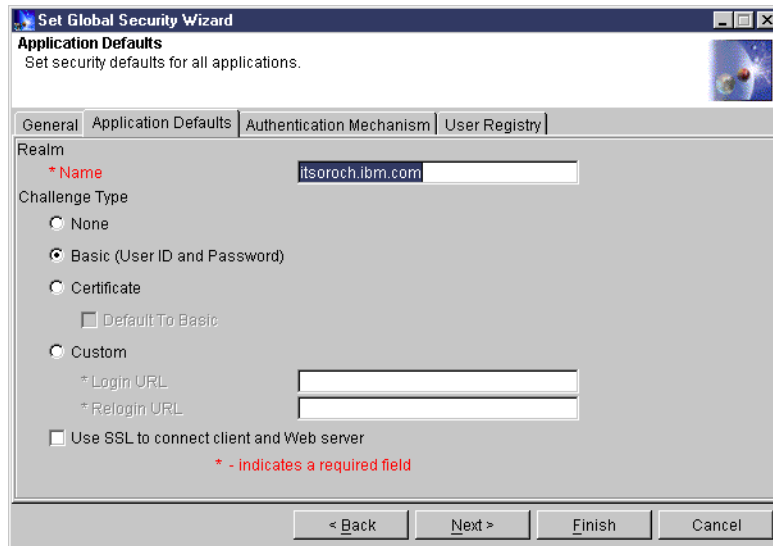 Set Global Security Wizard
Application Defaults
Set security defaults for all applications.
General Application Defaults Authentication Mechanism User Registry
Realm
* Name itsoroch.ibm.com
Challenge Type
None
Basic (User ID and Password)
Certificate
Default To Basic
Custom
* Login URL
* Relogin URL
Use SSL to connect client and Web server
* - indicates a required field
< Back Next > Finish Cancel